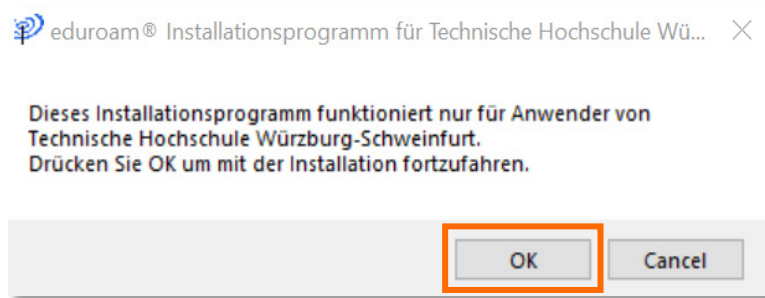 eduroam® Installationsprogramm für Technische Hochschule Wü...
Dieses Installationsprogramm funktioniert nur für Anwender von
Technische Hochschule Würzburg-Schweinfurt.
Drücken Sie OK um mit der Installation fortzufahren.
OK
Cancel